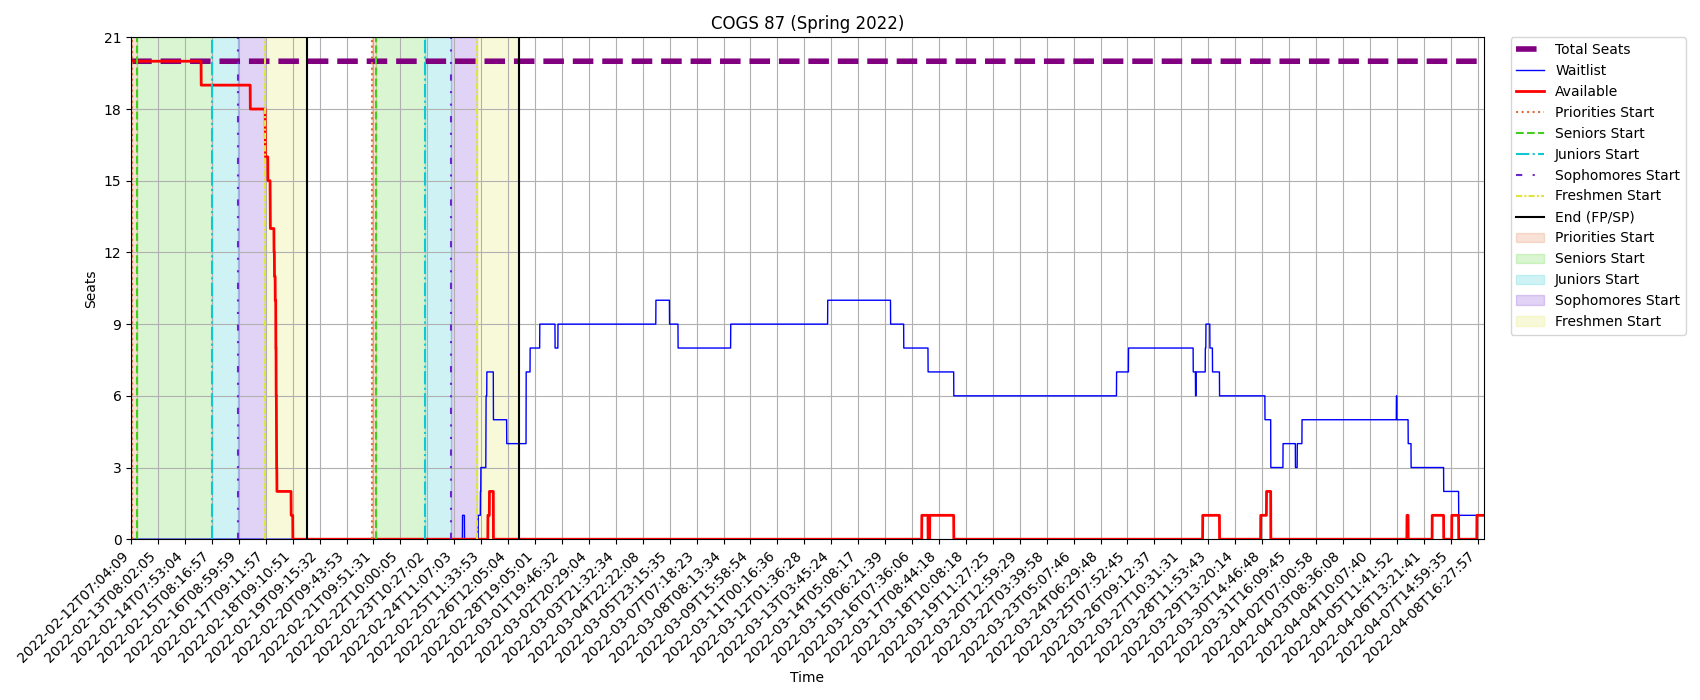 COGS 87 (Spring 2022)
21
18
15
12
9
6
3
0
Seats
2022-02-12T07:04:09
2022-02-13T08:02:05
2022-02-14T07:53:04
2022-02-15T08:16:57
2022-02-16T08:59:59
2022-02-17T09:11:57
2022-02-18T09:10:51
2022-02-19T09:15:32
2022-02-20T09:43:53
2022-02-21T09:51:31
2022-02-22T10:00:05
2022-02-23T10:27:02
2022-02-24T11:07:03
2022-02-25T11:33:53
2022-02-26T12:05:04
2022-02-28T19:05:01
2022-03-01T19:46:32
2022-03-02T20:29:04
2022-03-03T21:32:34
2022-03-04T22:22:08
2022-03-05T23:15:35
2022-03-07T07:18:23
2022-03-08T08:13:34
2022-03-09T15:58:54
2022-03-11T00:16:36
2022-03-12T01:36:28
2022-03-13T03:45:24
2022-03-14T05:08:17
2022-03-15T06:21:39
2022-03-16T07:36:06
2022-03-17T08:44:18
2022-03-18T10:08:18
2022-03-19T11:27:25
2022-03-20T12:59:29
2022-03-22T03:39:58
2022-03-23T05:07:46
2022-03-24T06:29:48
2022-03-25T07:52:45
2022-03-26T09:12:37
2022-03-27T10:31:31
2022-03-28T11:53:43
2022-03-29T13:20:14
2022-03-30T14:46:48
2022-03-31T16:09:45
2022-04-02T07:00:58
2022-04-03T08:36:08
2022-04-04T10:07:40
2022-04-05T11:41:52
2022-04-06T13:21:41
2022-04-07T14:59:35
2022-04-08T16:27:57
Time
Total Seats
Waitlist
Available
Priorities Start
Seniors Start
Juniors Start
Sophomores Start
Freshmen Start
End (FP/SP)
Priorities Start
Seniors Start
Juniors Start
Sophomores Start
Freshmen Start